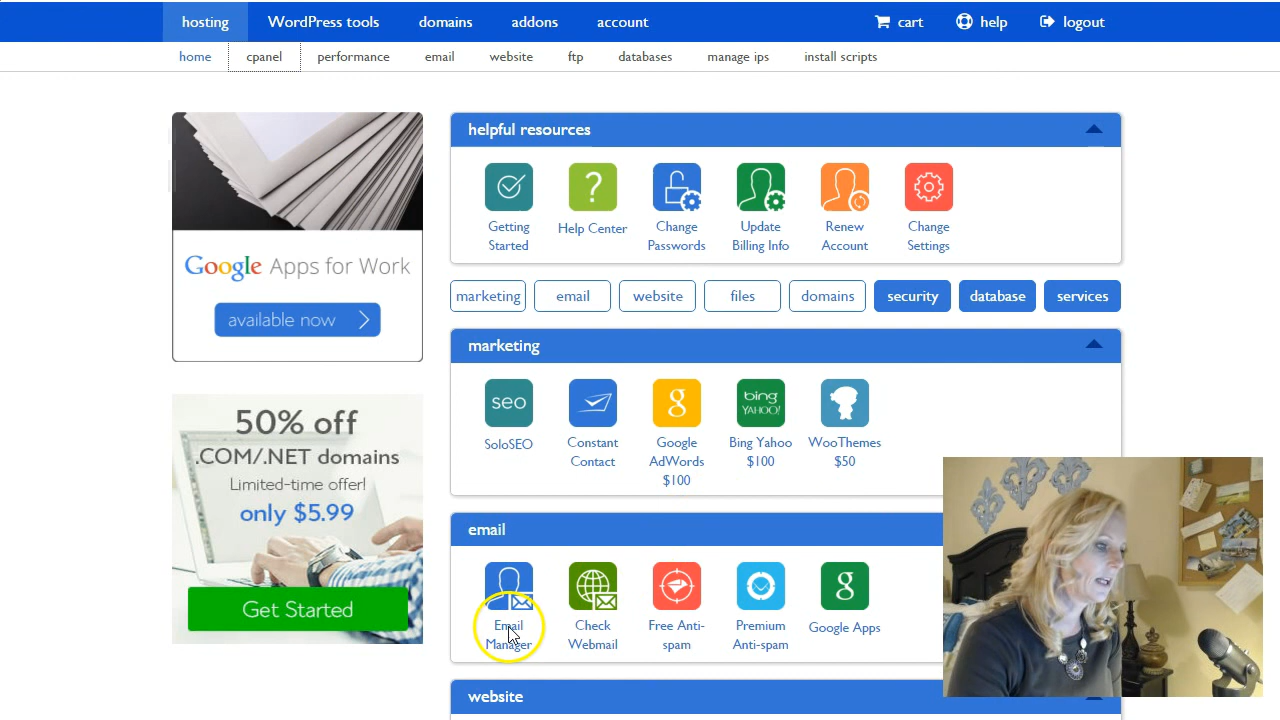 hosting WordPress tools domains addons account cart help logout
home cpanel performance email website ftp databases manage ips install scripts
Google Apps for Work
available now
50% off
.COM/.NET domains
Limited-time offer!
only $5.99
Get Started
helpful resources
Getting Started
Help Center
Change Passwords
Update Billing Info
Renew Account
Change Settings
marketing email website files domains security database services
marketing
seo
SoloSEO
Constant Contact
g
Google AdWords $100
bing
YAHOO!
Bing Yahoo $100
WooThemes $50
email
Email Manager
Check Webmail
Free Anti-spam
Premium Anti-spam
g
Google Apps
website